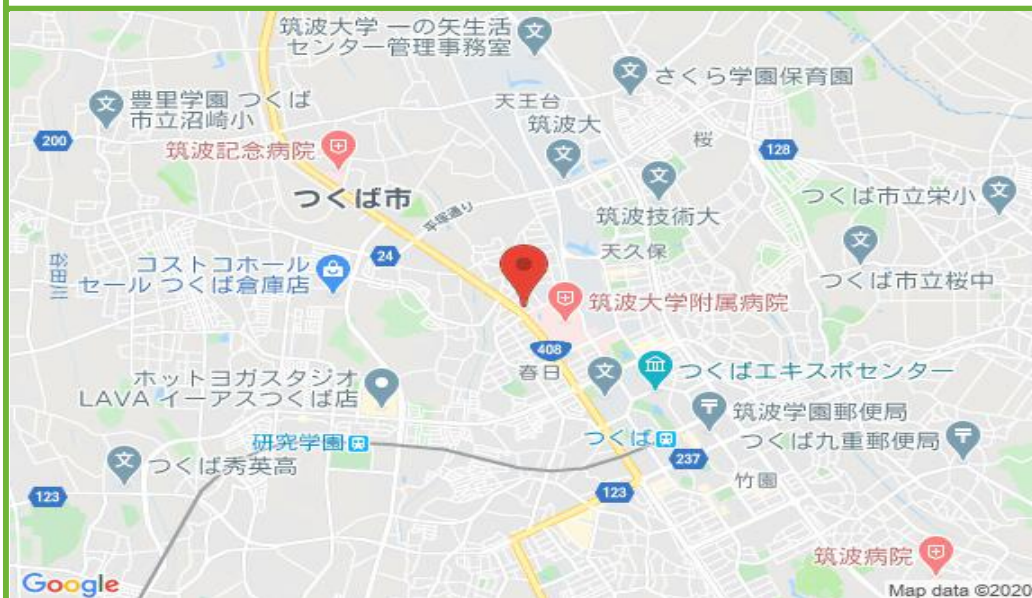 筑波大学 一の矢生活
センター管理事務室
さくら学園保育園
豊里学園 つくば
市立沼崎小
天王台
筑波大
桜
200
筑波記念病院
128
つくば市
筑波技術大
つくば市立栄小
平塚通り
天久保
谷田川
コストコホール
セール つくば倉庫店
24
つくば市立桜中
筑波大学附属病院
408
春日
つくばエキスポセンター
ホットヨガスタジオ
LAVA イーアスつくば店
筑波学園郵便局
研究学園
つくば
つくば九重郵便局
つくば秀英高
237
竹園
123
123
筑波病院
Google
Map data ©2020